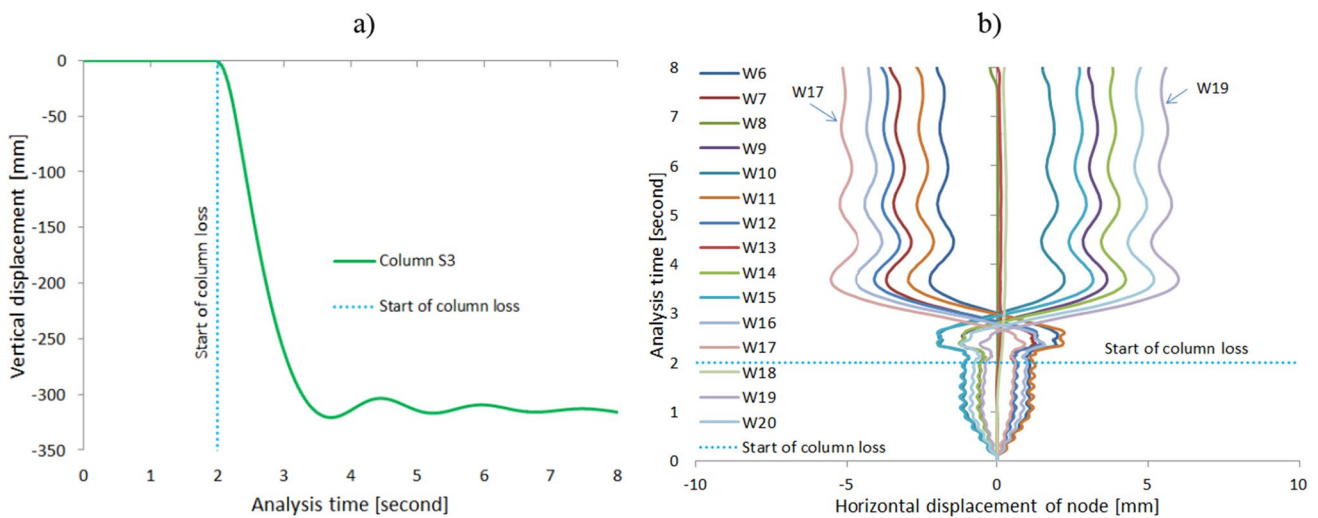 a)
0
-50
-100
-150
-200
-250
-300
-350
Vertical displacement [mm]
Start of column loss
Column S3
Start of column loss
0 1 2 3 4 5 6 7 8
Analysis time [second]
b)
8
7
6
5
4
3
2
1
0
Analysis time [second]
W6
W7
W8
W9
W10
W11
W12
W13
W14
W15
W16
W17
W18
W19
W20
Start of column loss
W17
W19
Start of column loss
-10 -5 0 5 10
Horizontal displacement of node [mm]